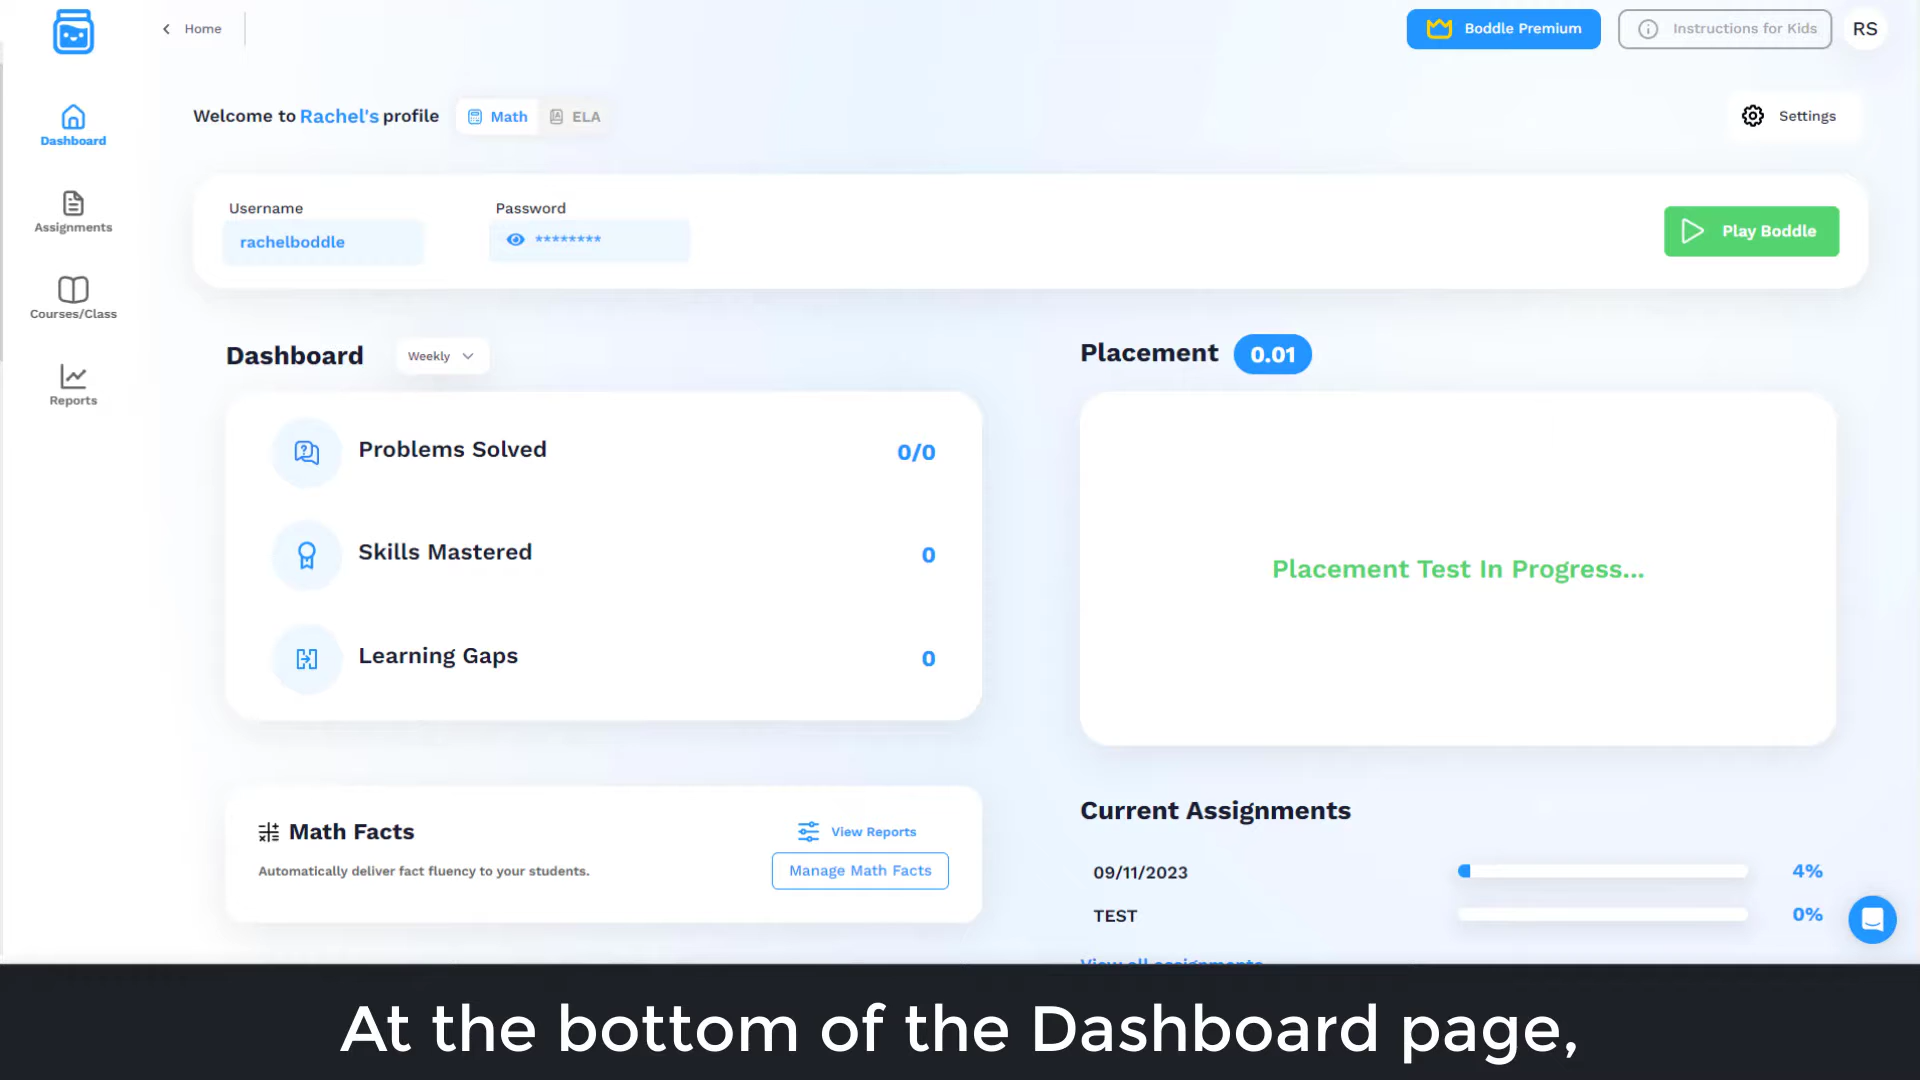 Home
Boddle Premium
Instructions for Kids
RS
Dashboard
Assignments
Courses/Class
Reports
Welcome to Rachel's profile
Math
ELA
Settings
Username
rachelboddle
Password
********
Play Boddle
Dashboard
Weekly
Problems Solved 0/0
Skills Mastered 0
Learning Gaps 0
Placement 0.01
Placement Test In Progress...
Math Facts
Automatically deliver fact fluency to your students.
View Reports
Manage Math Facts
Current Assignments
09/11/2023 4%
TEST 0%
View all assignments
At the bottom of the Dashboard page,